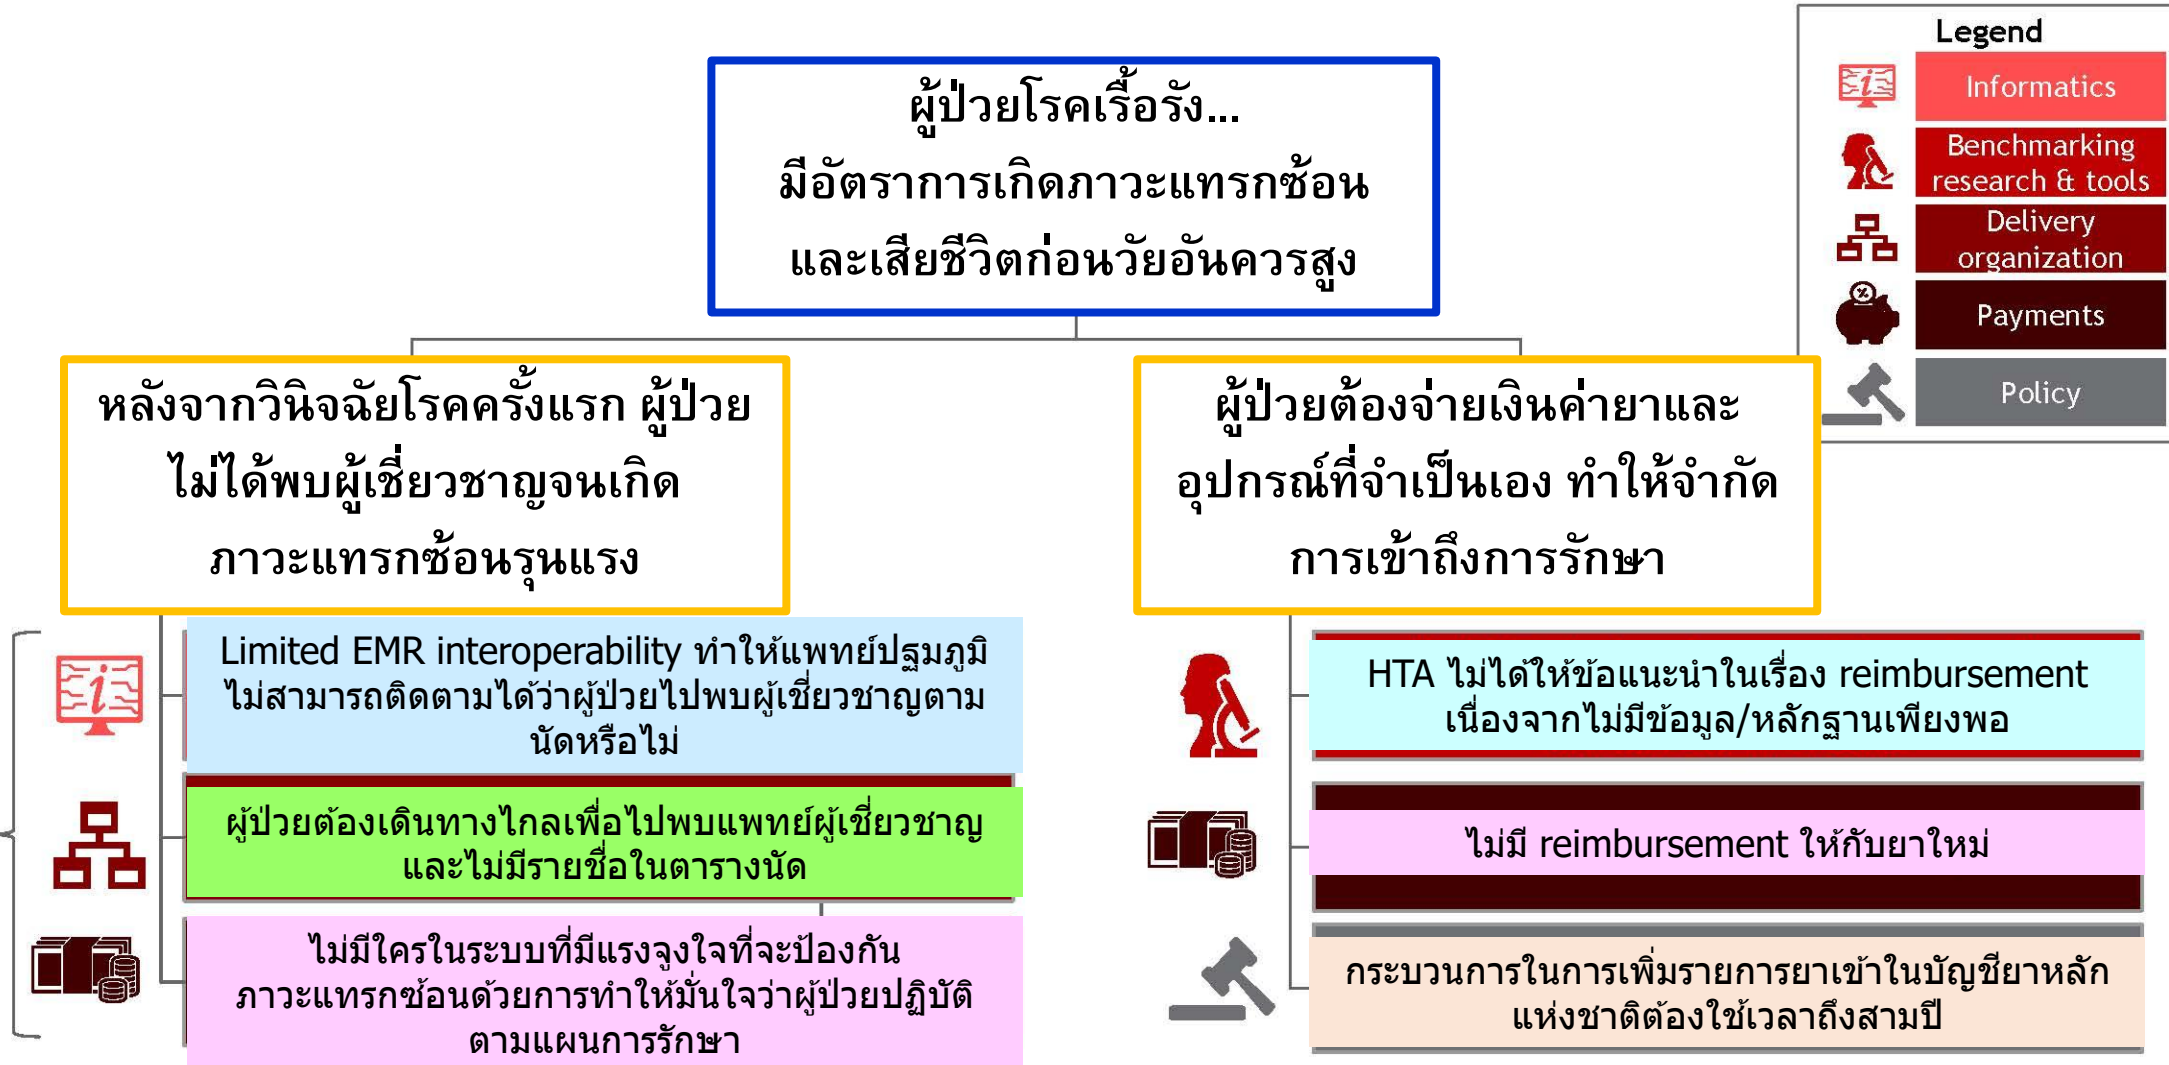 Legend
Informatics
Benchmarking
research & tools
Delivery
organization
Payments
Policy
ผู้ป่วยโรคเรื้อรัง...
มีอัตราการเกิดภาวะแทรกซ้อน
และเสียชีวิตก่อนวัยอันควรสูง
หลังจากวินิจฉัยโรคครั้งแรก ผู้ป่วย
ไม่ได้พบผู้เชี่ยวชาญจนเกิด
ภาวะแทรกซ้อนรุนแรง
Limited EMR interoperability ทำให้แพทย์ปฐมภูมิ
ไม่สามารถติดตามได้ว่าผู้ป่วยไปพบผู้เชี่ยวชาญตาม
นัดหรือไม่
ผู้ป่วยต้องเดินทางไกลเพื่อไปพบแพทย์ผู้เชี่ยวชาญ
และไม่มีรายชื่อในตารางนัด
ไม่มีใครในระบบที่มีแรงจูงใจที่จะป้องกัน
ภาวะแทรกซ้อนด้วยการทำให้มั่นใจว่าผู้ป่วยปฏิบัติ
ตามแผนการรักษา
ผู้ป่วยต้องจ่ายเงินค่ายาและ
อุปกรณ์ที่จำเป็นเอง ทำให้จำกัด
การเข้าถึงการรักษา
HTA ไม่ได้ให้ข้อแนะนำในเรื่อง reimbursement
เนื่องจากไม่มีข้อมูล/หลักฐานเพียงพอ
ไม่มี reimbursement ให้กับยาใหม่
กระบวนการในการเพิ่มรายการยาเข้าในบัญชียาหลัก
แห่งชาติต้องใช้เวลาถึงสามปี